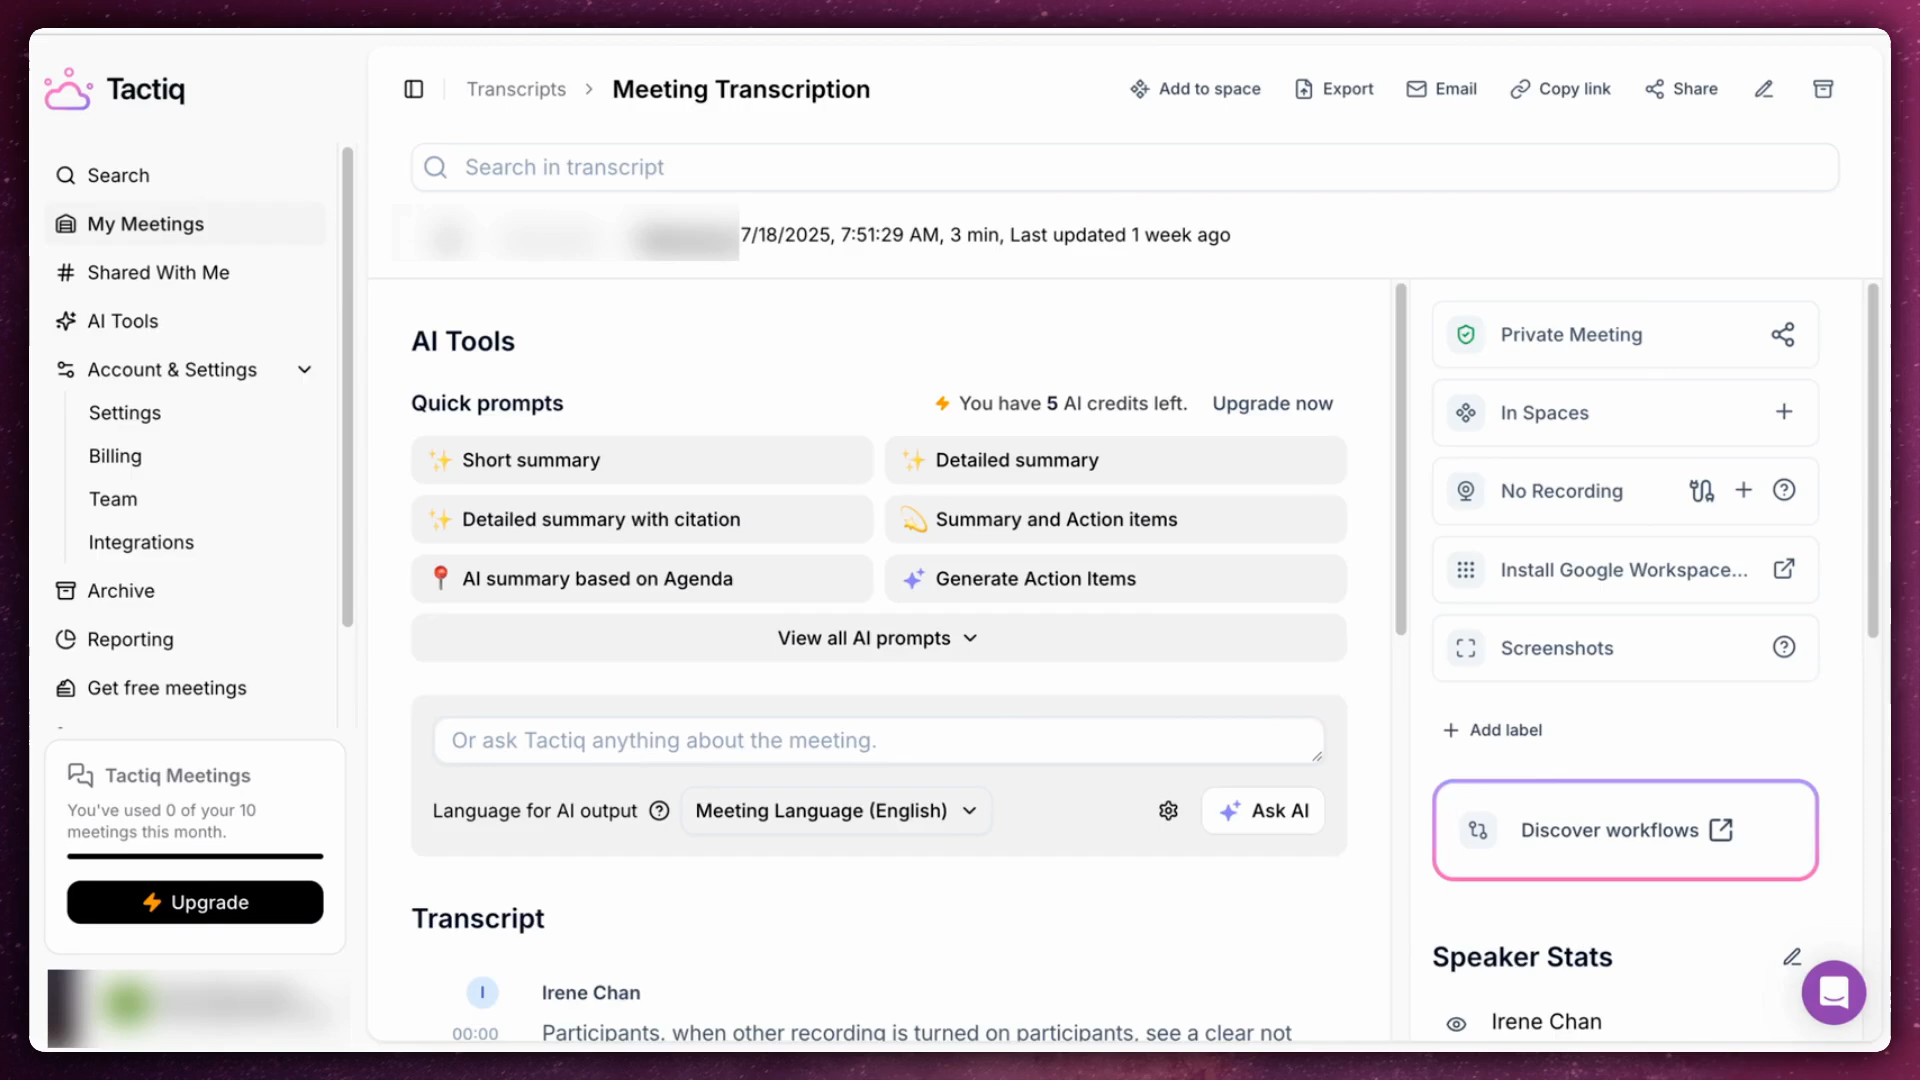 Tactiq
Search
My Meetings
Shared With Me
AI Tools
Account & Settings
Settings
Billing
Team
Integrations
Archive
Reporting
Get free meetings
Tactiq Meetings
You've used 0 of your 10
meetings this month.
Upgrade
Transcripts > Meeting Transcription
Add to space
Export
Email
Copy link
Share
Search in transcript
7/18/2025, 7:51:29 AM, 3 min, Last updated 1 week ago
AI Tools
Quick prompts
You have 5 AI credits left. Upgrade now
Short summary
Detailed summary
Detailed summary with citation
Summary and Action items
AI summary based on Agenda
Generate Action Items
View all AI prompts
Or ask Tactiq anything about the meeting.
Language for AI output
Meeting Language (English)
Ask AI
Transcript
I
Irene Chan
00:00
Participants, when other recording is turned on participants, see a clear not
Private Meeting
In Spaces
No Recording
Install Google Workspace...
Screenshots
+ Add label
Discover workflows
Speaker Stats
Irene Chan